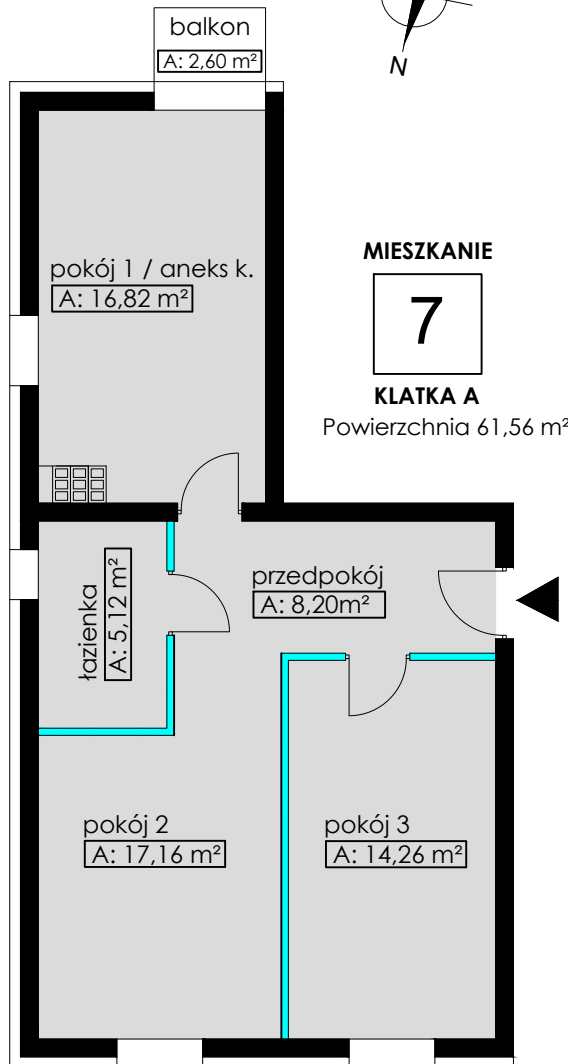 balkon
A: 2,60 m²
N
pokój 1 / aneks k.
A: 16,82 m²
MIESZKANIE
7
KLATKA A
Powierzchnia 61,56 m²
łazienka
A: 5,12 m²
przedpokój
A: 8,20m²
pokój 2
A: 17,16 m²
pokój 3
A: 14,26 m²